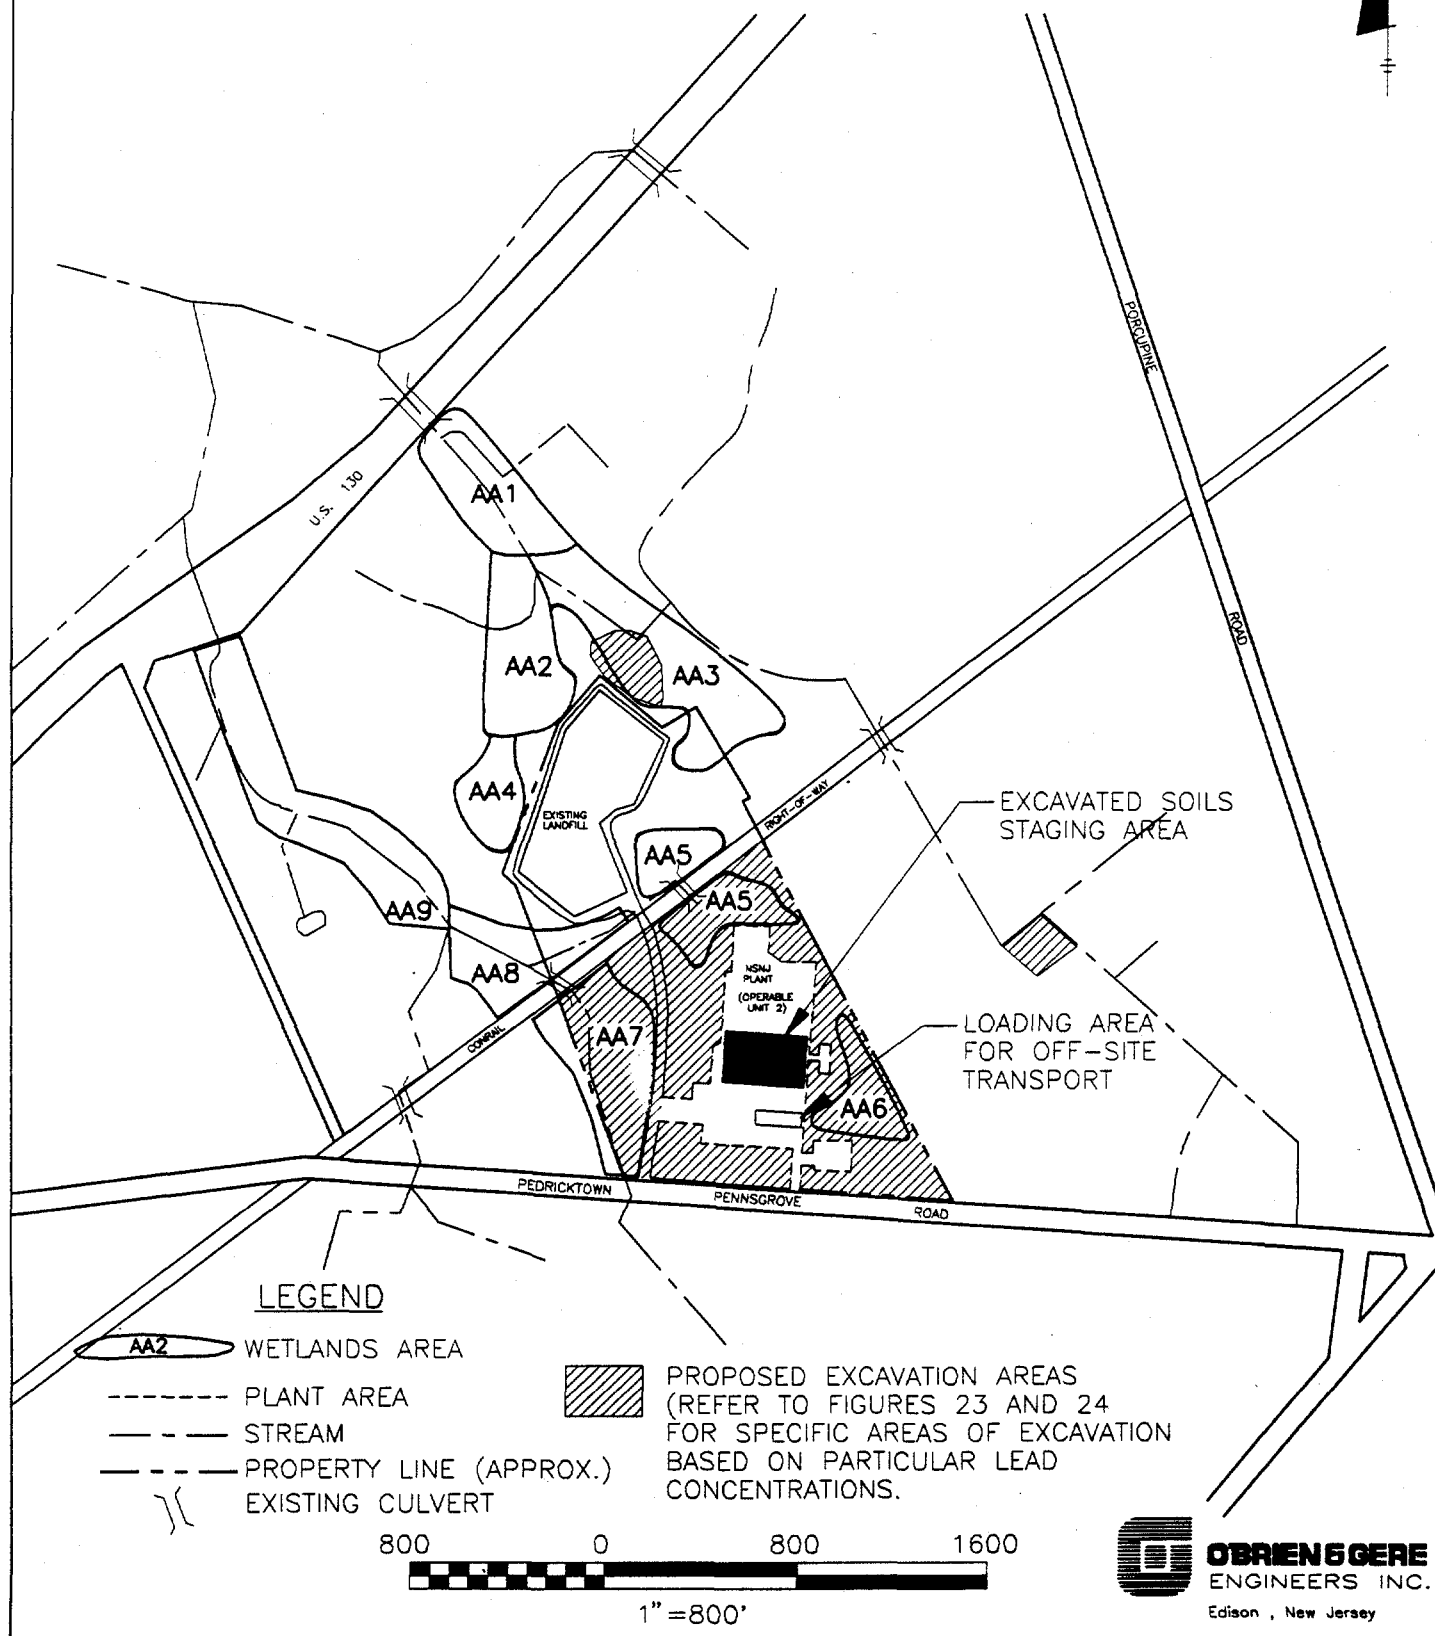 PORCUPINE
ROAD
U.S. 130
AA1
AA2
AA3
AA4
EXISTING
LANDFILL
RIGHT-OF-WAY
AA5
AA5
EXCAVATED SOILS
STAGING AREA
AA9
AA8
NSNJ
PLANT
(OPERABLE
UNIT 2)
CONRAIL
AA7
AA6
LOADING AREA
FOR OFF-SITE
TRANSPORT
PEDRICKTOWN PENNSGROVE ROAD
LEGEND
AA2 WETLANDS AREA
PLANT AREA
STREAM
PROPERTY LINE (APPROX.)
EXISTING CULVERT
PROPOSED EXCAVATION AREAS
(REFER TO FIGURES 23 AND 24
FOR SPECIFIC AREAS OF EXCAVATION
BASED ON PARTICULAR LEAD
CONCENTRATIONS.
800 0 800 1600
1"=800'
O'BRIEN & GERE
ENGINEERS INC.
Edison , New Jersey